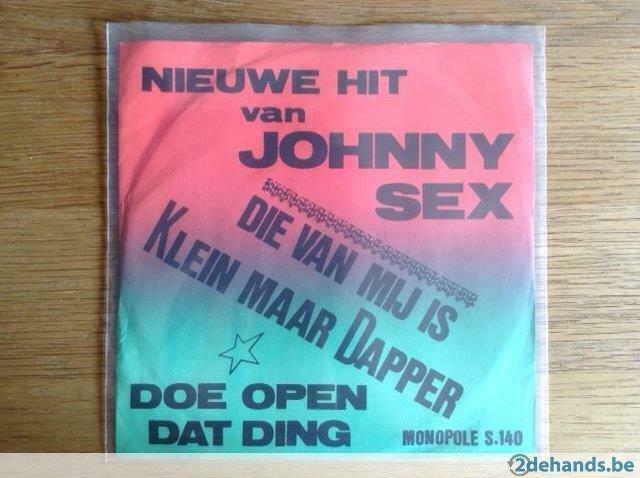 NIEUWE HIT
van
JOHNNY
SEX
DIE VAN MIJ IS
KLEIN MAAR DAPPER
DOE OPEN
DAT DING
MONOPOLE S.140
2dehands.be